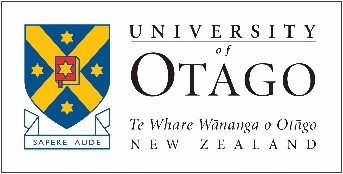 UNIVERSITY
of
OTAGO
Te Whare Wānanga o Otāgo
NEW ZEALAND
SAPERE AUDE